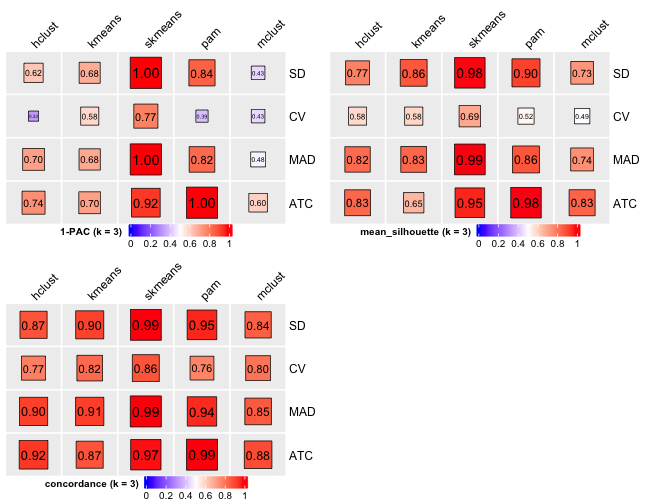 hclust kmeans skmeans pam mclust
0.62 0.68 1.00 0.84 0.43 SD
0.58 0.77 0.39 0.43 CV
0.70 0.68 1.00 0.82 0.48 MAD
0.74 0.70 0.92 1.00 0.60 ATC
1-PAC (k = 3)
0 0.2 0.4 0.6 0.8 1
hclust kmeans skmeans pam mclust
0.77 0.86 0.98 0.90 0.73 SD
0.58 0.58 0.69 0.52 0.49 CV
0.82 0.83 0.99 0.86 0.74 MAD
0.83 0.65 0.95 0.98 0.83 ATC
mean_silhouette (k = 3)
0 0.2 0.4 0.6 0.8 1
hclust kmeans skmeans pam mclust
0.87 0.90 0.99 0.95 0.84 SD
0.77 0.82 0.86 0.76 0.80 CV
0.90 0.91 0.99 0.94 0.85 MAD
0.92 0.87 0.97 0.99 0.88 ATC
concordance (k = 3)
0 0.2 0.4 0.6 0.8 1